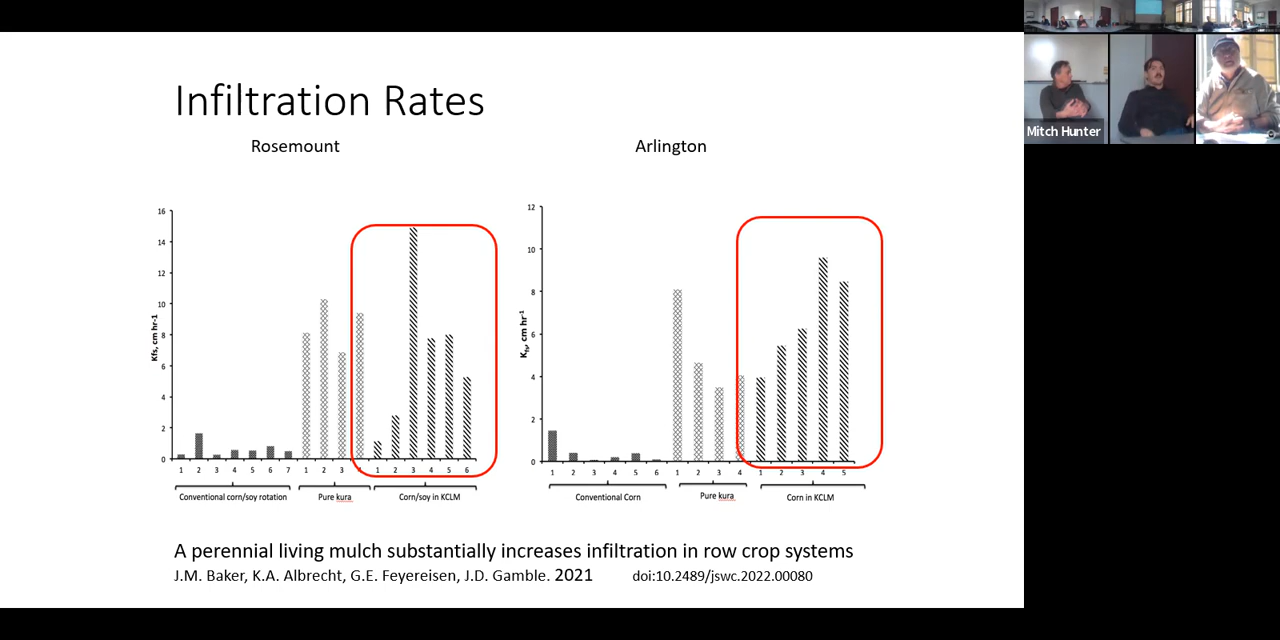 Infiltration Rates
Rosemount
Arlington
16
14
12
10
8
6
4
2
0
Kfs, cm hr-1
1 2 3 4 5 6 7 1 2 3 4 1 2 3 4 5 6
Conventional corn/soy rotation Pure kura Corn/soy in KCLM
12
10
8
6
4
2
0
Kfs, cm hr-1
1 2 3 4 5 6 1 2 3 4 1 2 3 4 5
Conventional Corn Pure kura Corn in KCLM
A perennial living mulch substantially increases infiltration in row crop systems
J.M. Baker, K.A. Albrecht, G.E. Feyereisen, J.D. Gamble. 2021 doi:10.2489/jswc.2022.00080
Mitch Hunter